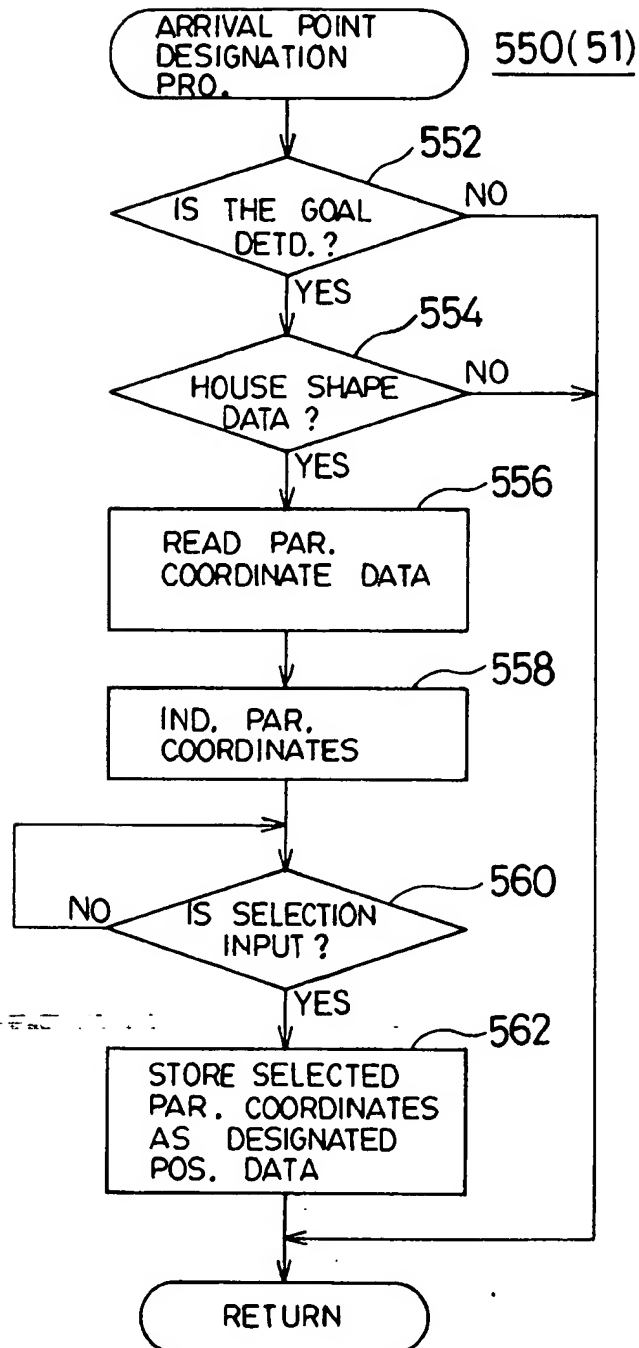 ARRIVAL POINT
DESIGNATION
PRO.
550(51)
552
IS THE GOAL
DETD.?
NO
YES
554
HOUSE SHAPE
DATA ?
NO
YES
556
READ PAR.
COORDINATE DATA
558
IND. PAR.
COORDINATES
560
NO
IS SELECTION
INPUT ?
YES
562
STORE SELECTED
PAR. COORDINATES
AS DESIGNATED
POS. DATA
RETURN